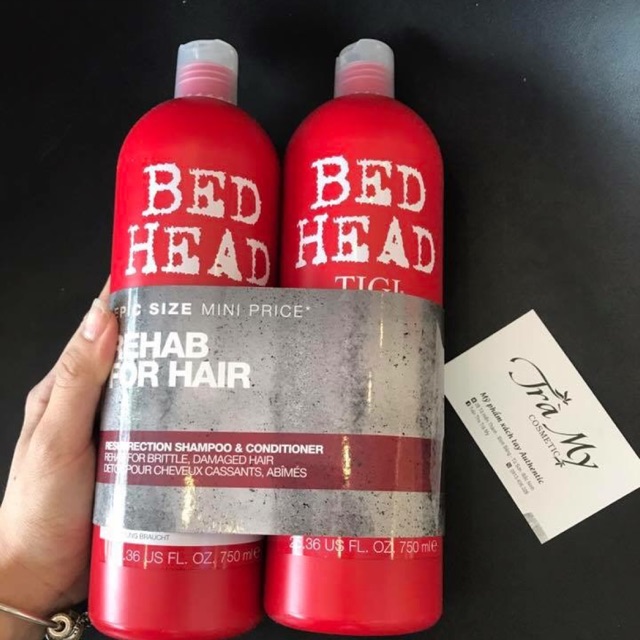 BED
HEAD
BED
HEAD
TIGI
EPIC SIZE MINI PRICE*
REHAB
FOR HAIR
RESURRECTION SHAMPOO & CONDITIONER
REHAB FOR BRITTLE, DAMAGED HAIR
DÉTOX POUR CHEVEUX CASSANTS, ABÎMÉS
BRAUCHT
.36 US FL. OZ. 750 ml ℮
25.36 US FL. OZ. 750 ml ℮
Trà My
COSMETIC
Mỹ phẩm xách tay Authentic